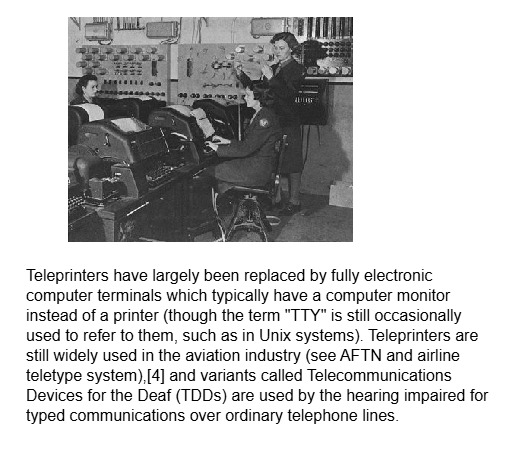 Teleprinters have largely been replaced by fully electronic
computer terminals which typically have a computer monitor
instead of a printer (though the term "TTY" is still occasionally
used to refer to them, such as in Unix systems). Teleprinters are
still widely used in the aviation industry (see AFTN and airline
teletype system),[4] and variants called Telecommunications
Devices for the Deaf (TDDs) are used by the hearing impaired for
typed communications over ordinary telephone lines.